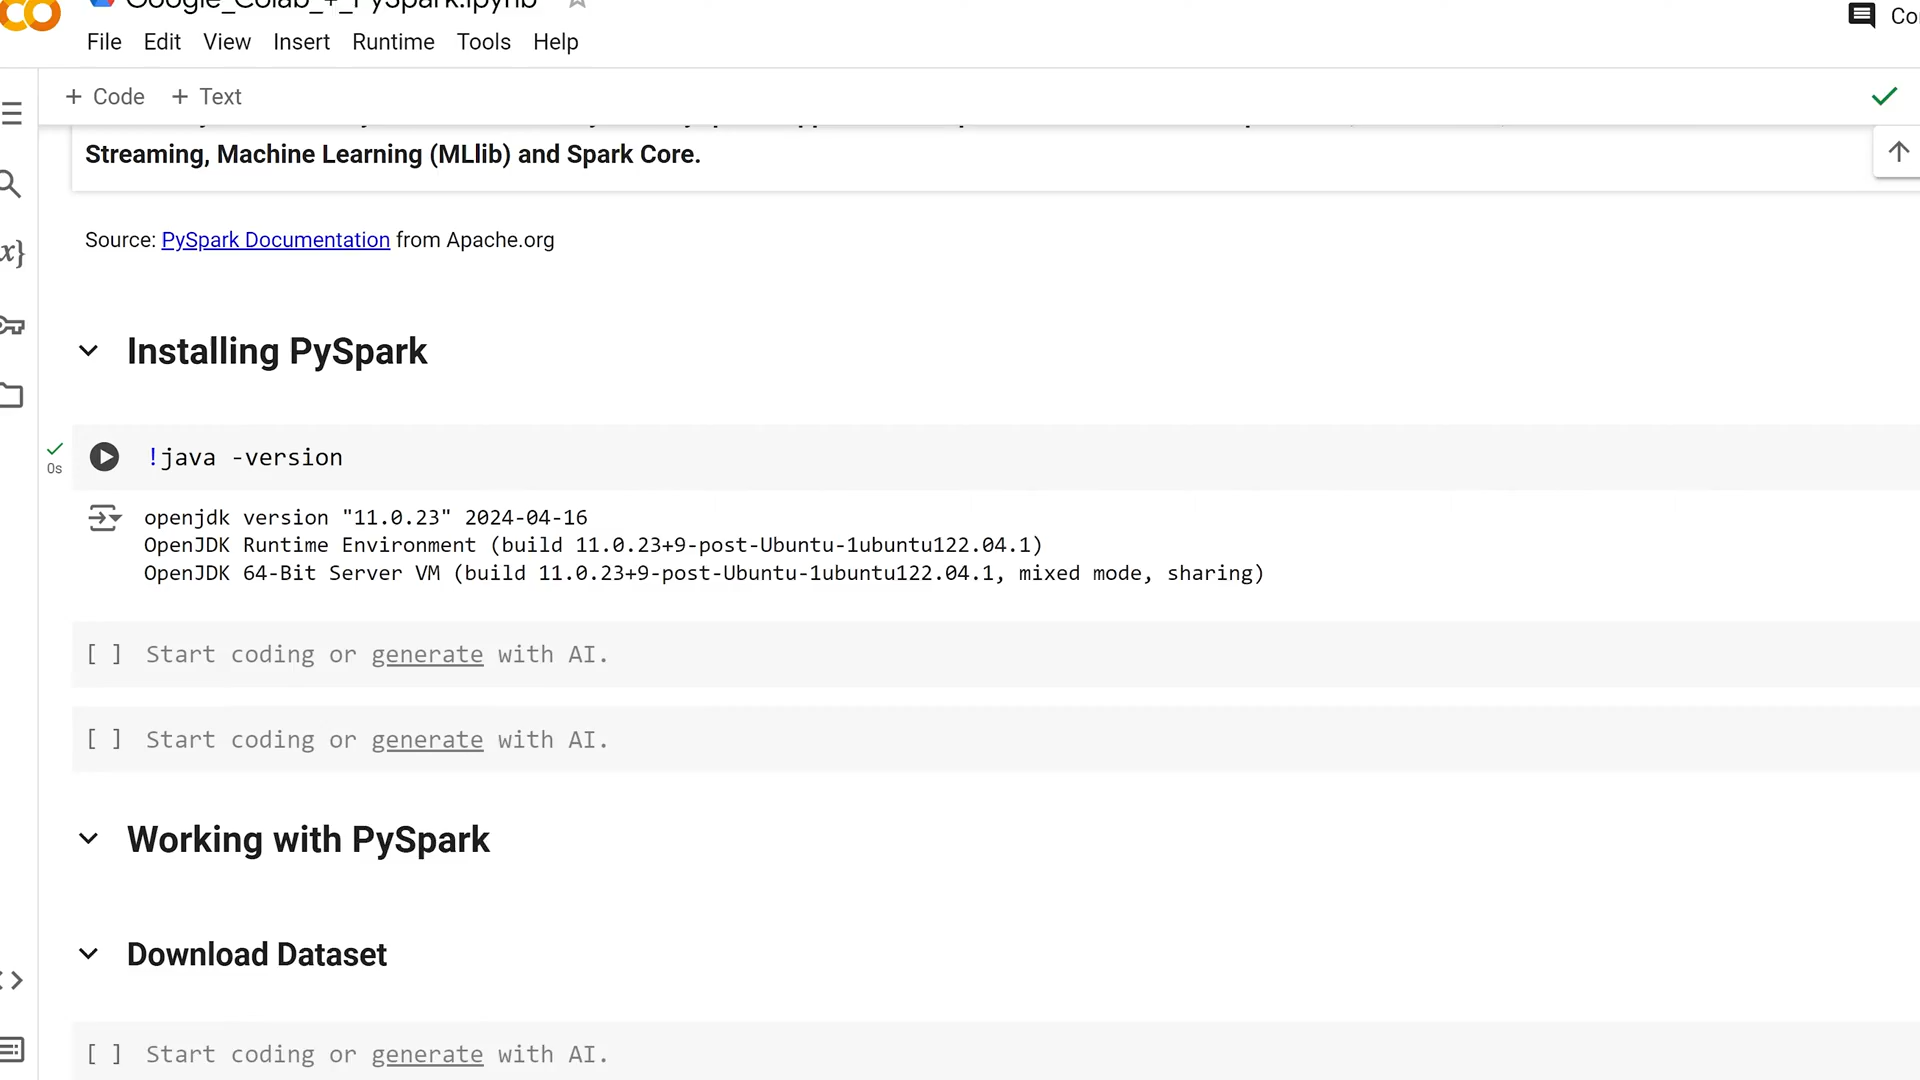 Google_Colab_+_PySpark.ipynb
Co
File Edit View Insert Runtime Tools Help
+ Code + Text
Streaming, Machine Learning (MLlib) and Spark Core.
Source: PySpark Documentation from Apache.org
Installing PySpark
!java -version
0s
openjdk version "11.0.23" 2024-04-16
OpenJDK Runtime Environment (build 11.0.23+9-post-Ubuntu-1ubuntu122.04.1)
OpenJDK 64-Bit Server VM (build 11.0.23+9-post-Ubuntu-1ubuntu122.04.1, mixed mode, sharing)
[ ] Start coding or generate with AI.
[ ] Start coding or generate with AI.
Working with PySpark
Download Dataset
[ ] Start coding or generate with AI.